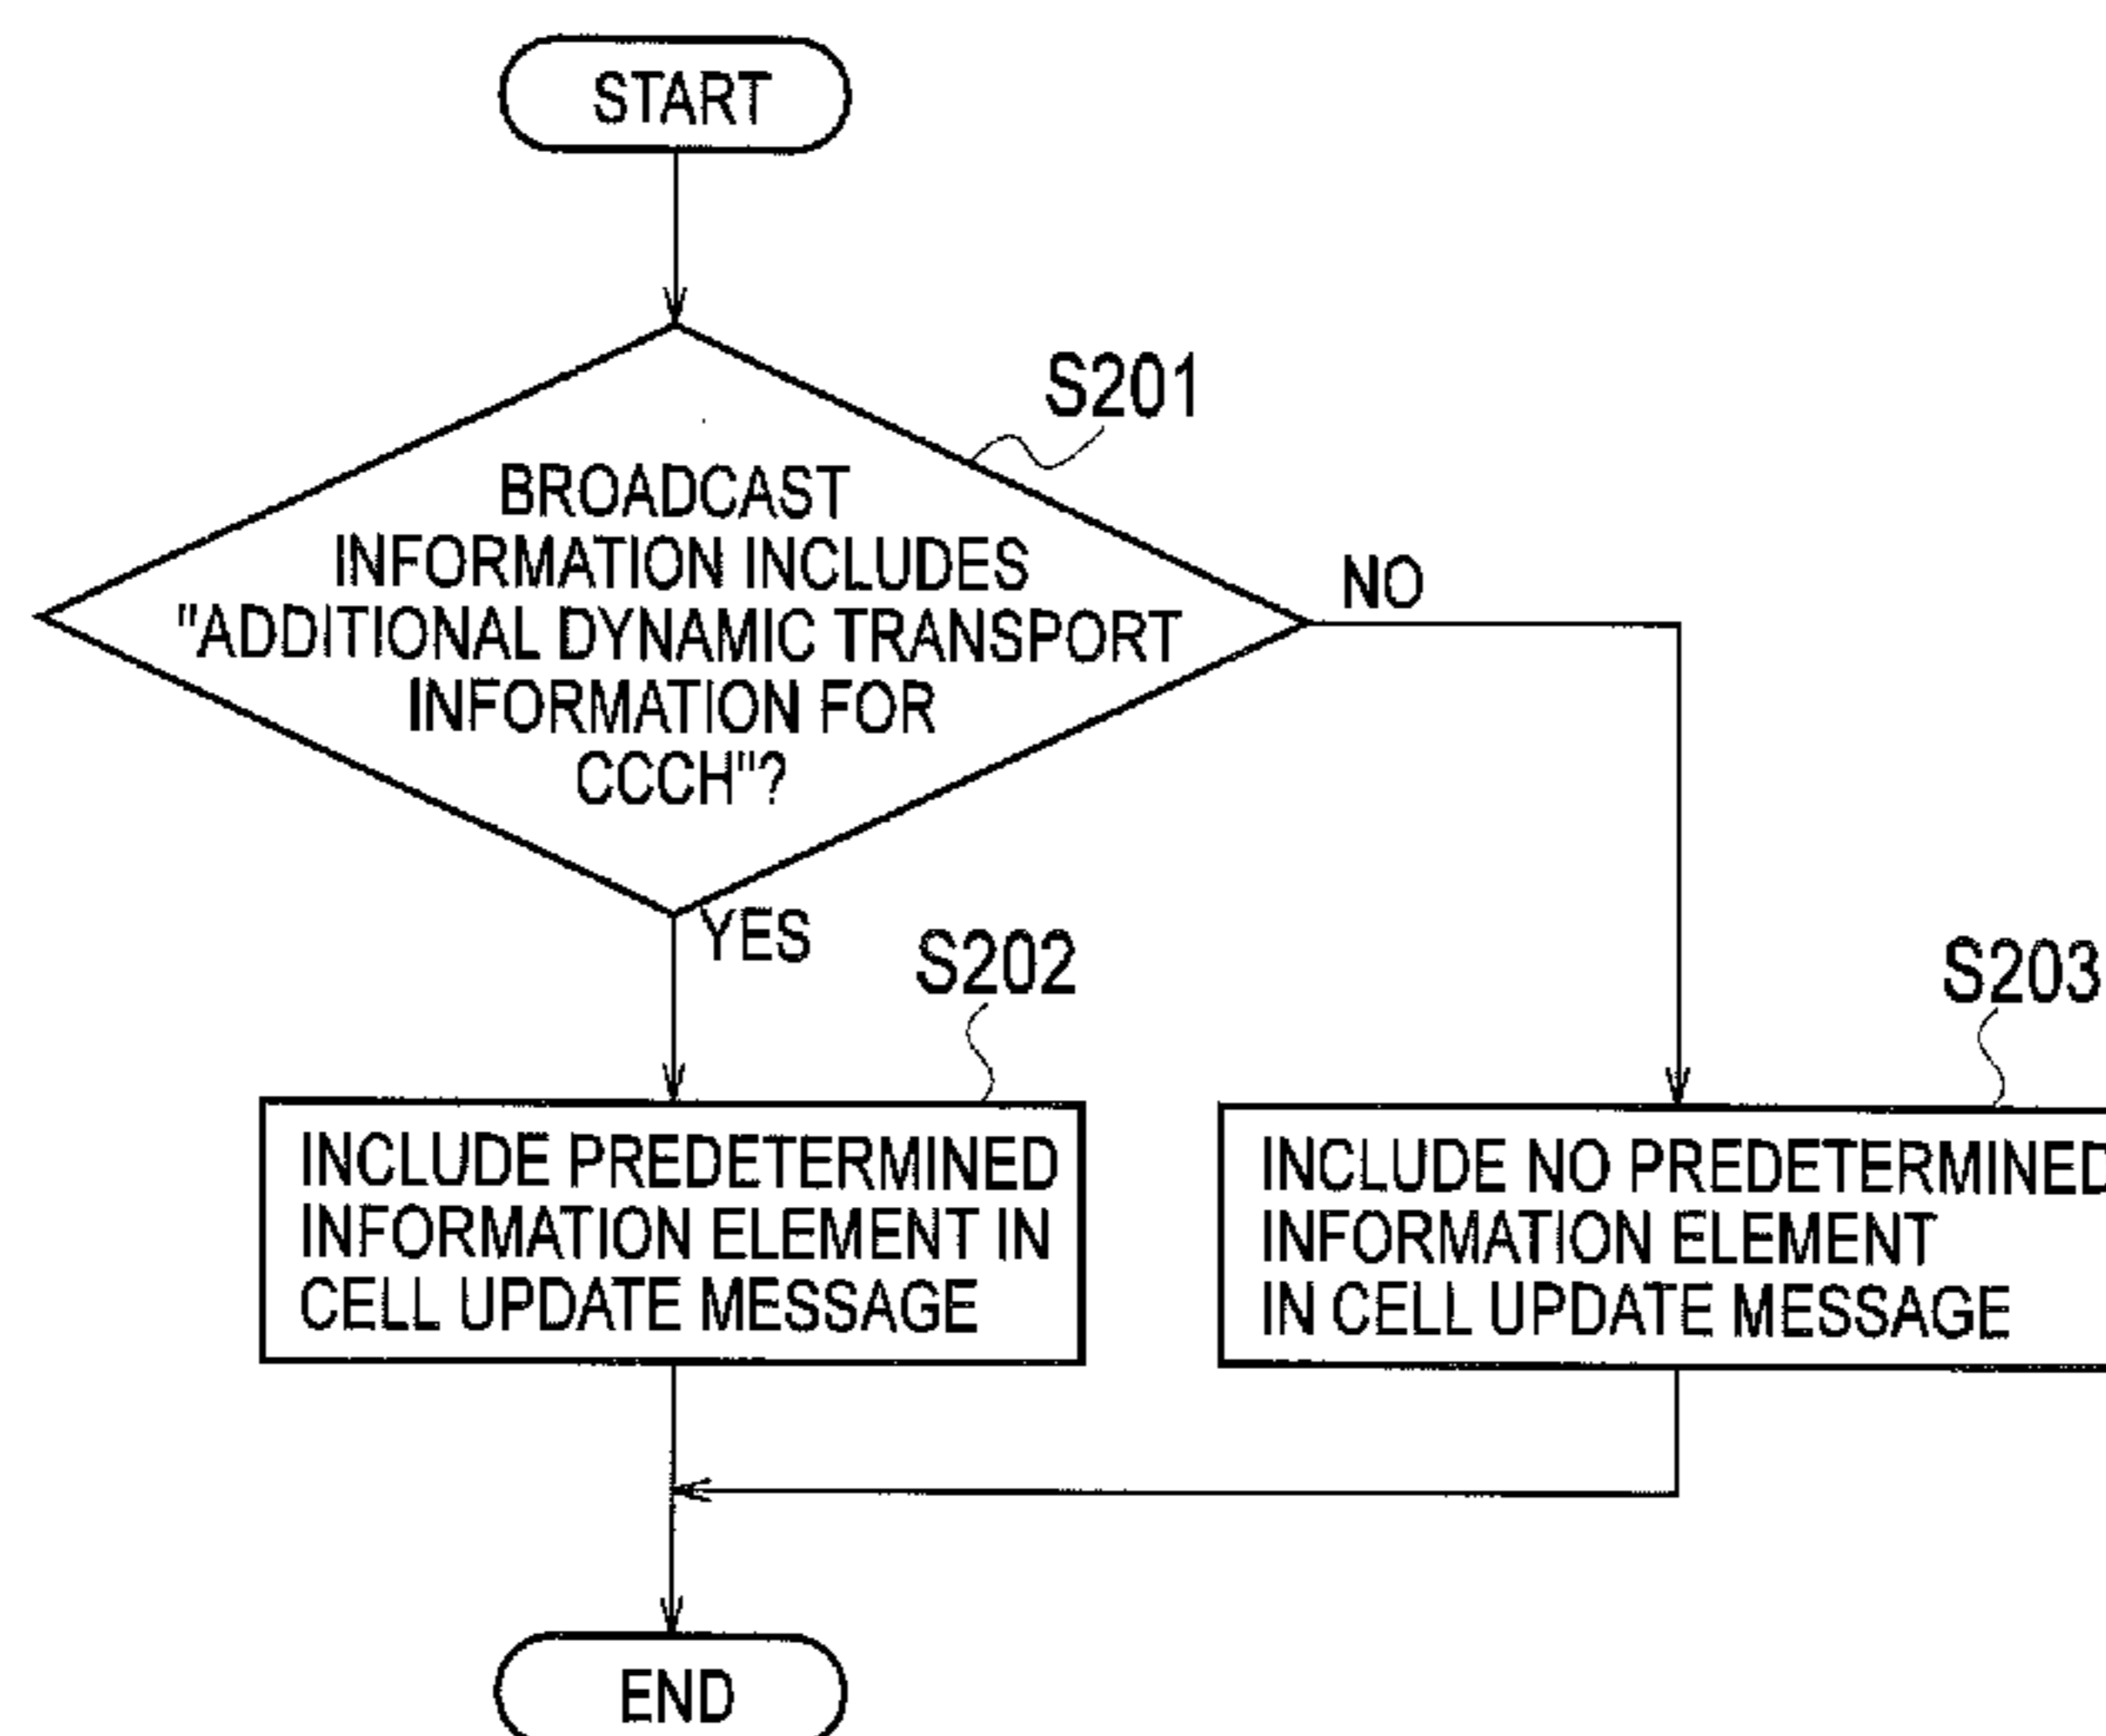 START
S201
BROADCAST
INFORMATION INCLUDES
"ADDITIONAL DYNAMIC TRANSPORT
INFORMATION FOR
CCCH"?
NO
YES
S202
S203
INCLUDE PREDETERMINED
INFORMATION ELEMENT IN
CELL UPDATE MESSAGE
INCLUDE NO PREDETERMINED
INFORMATION ELEMENT
IN CELL UPDATE MESSAGE
END